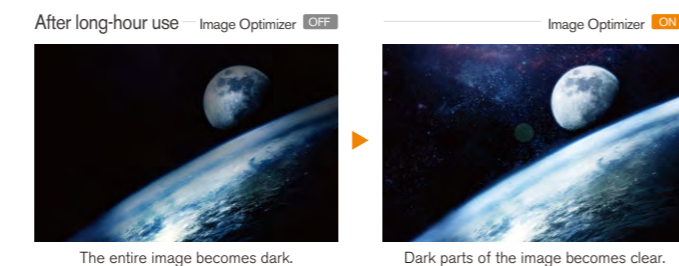 After long-hour use Image Optimizer OFF
Image Optimizer ON
The entire image becomes dark.
Dark parts of the image becomes clear.